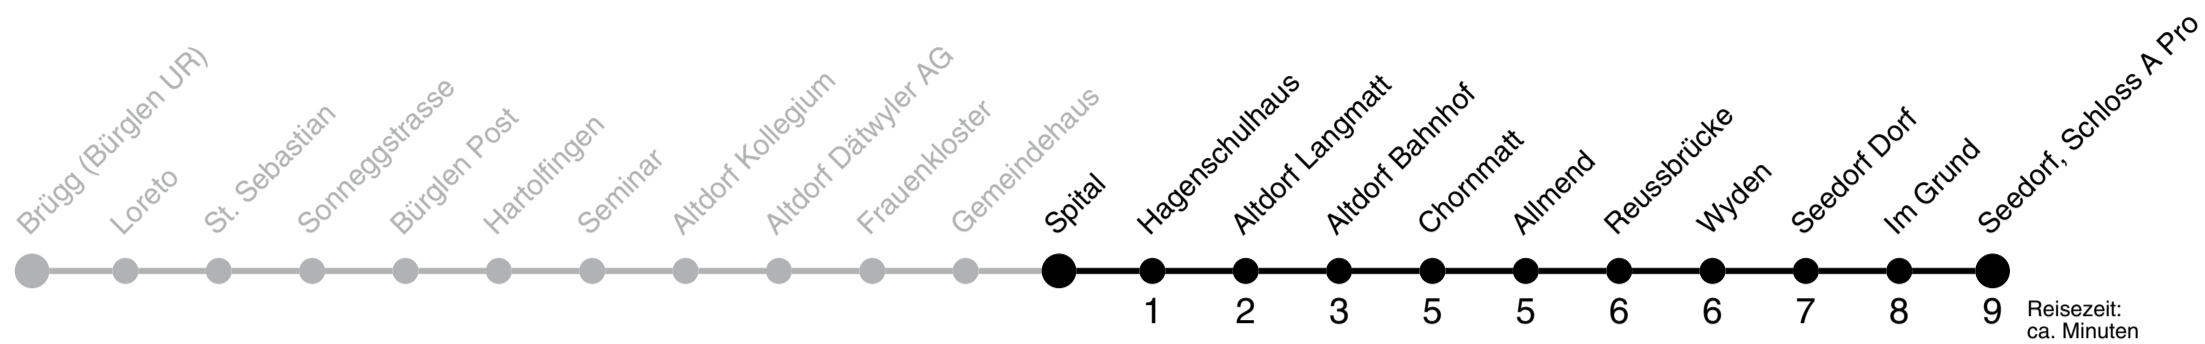 Brügg (Bürglen UR)
Loreto
St. Sebastian
Sonneggstrasse
Bürglen Post
Hartolfingen
Seminar
Altdorf Kollegium
Altdorf Dätwyler AG
Frauenkloster
Gemeindehaus
Spital
Hagenschulhaus
Altdorf Langmatt
Altdorf Bahnhof
Chornmatt
Allmend
Reussbrücke
Wyden
Seedorf Dorf
Im Grund
Seedorf, Schloss A Pro
1 2 3 5 5 6 6 7 8 9
Reisezeit:
ca. Minuten